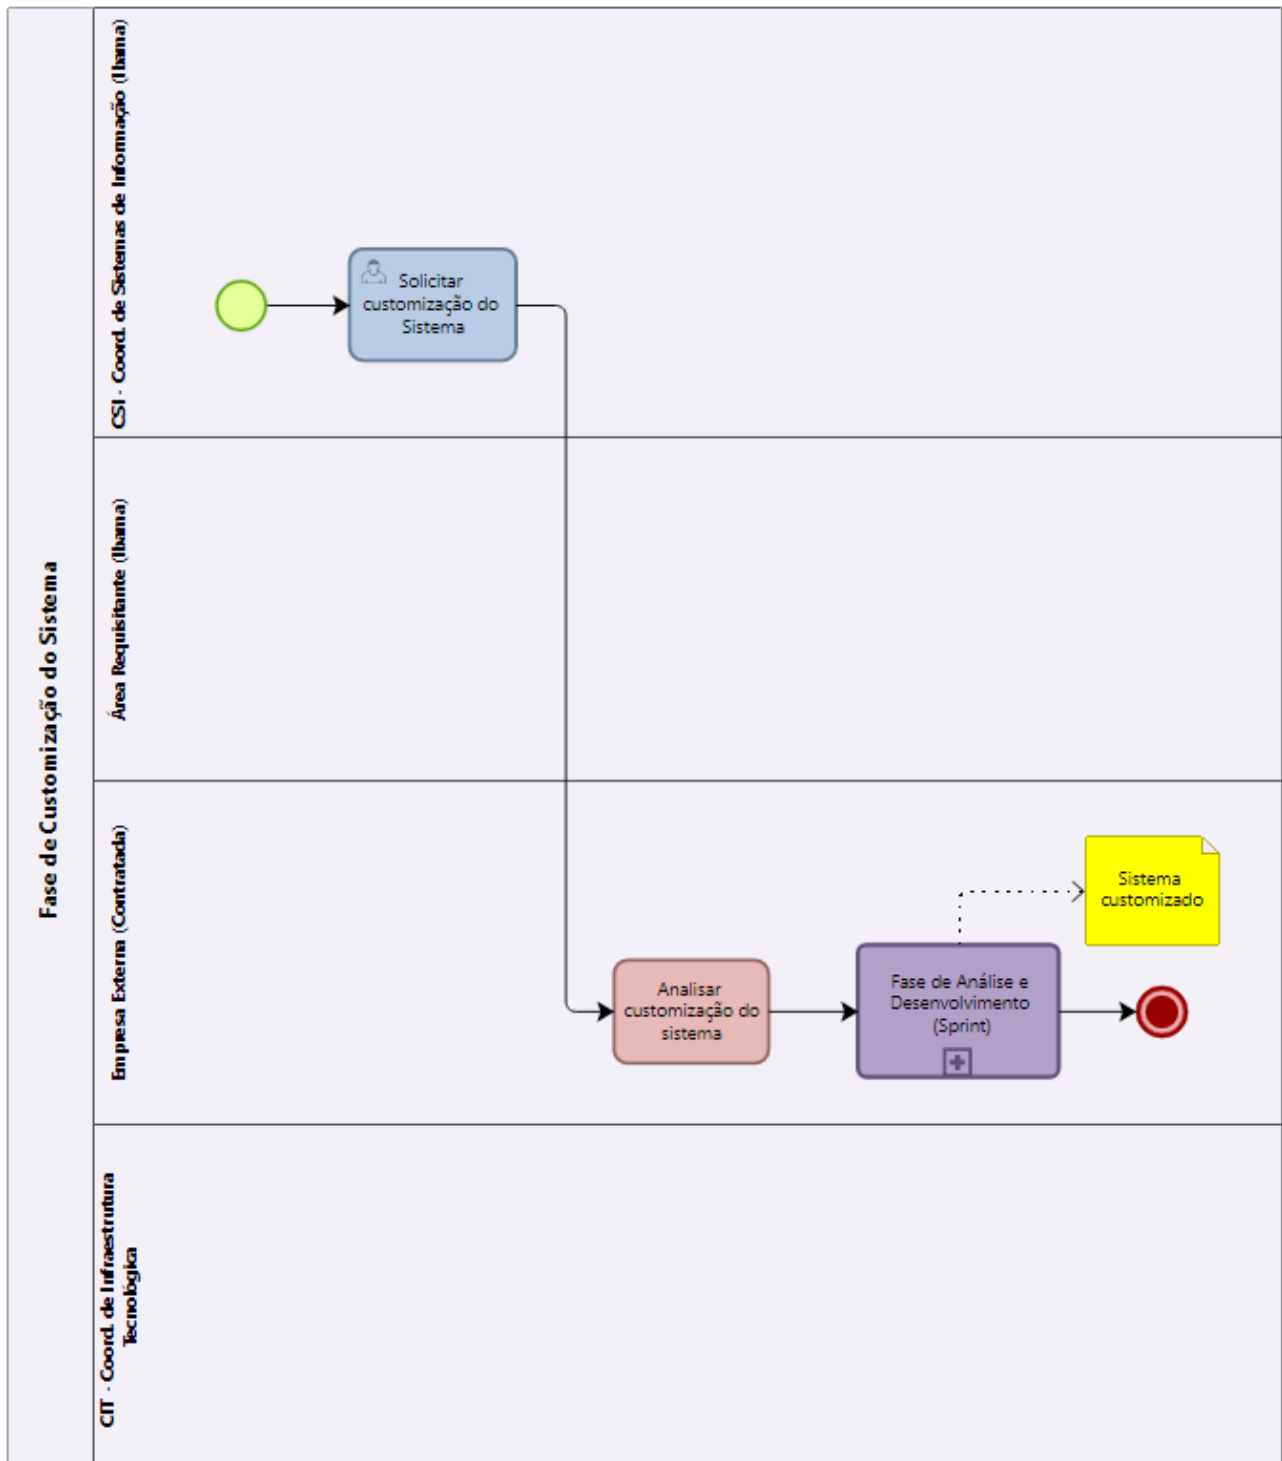 Fase de Customização do Sistema
CSI - Coord. de Sistemas de Informação (Ibama)
Solicitar
customização do
Sistema
Área Requisitante (Ibama)
Empresa Externa (Contratada)
Sistema
customizado
Analisar
customização do
sistema
Fase de Análise e
Desenvolvimento
(Sprint)
CIT - Coord. de Infraestrutura
Tecnológica